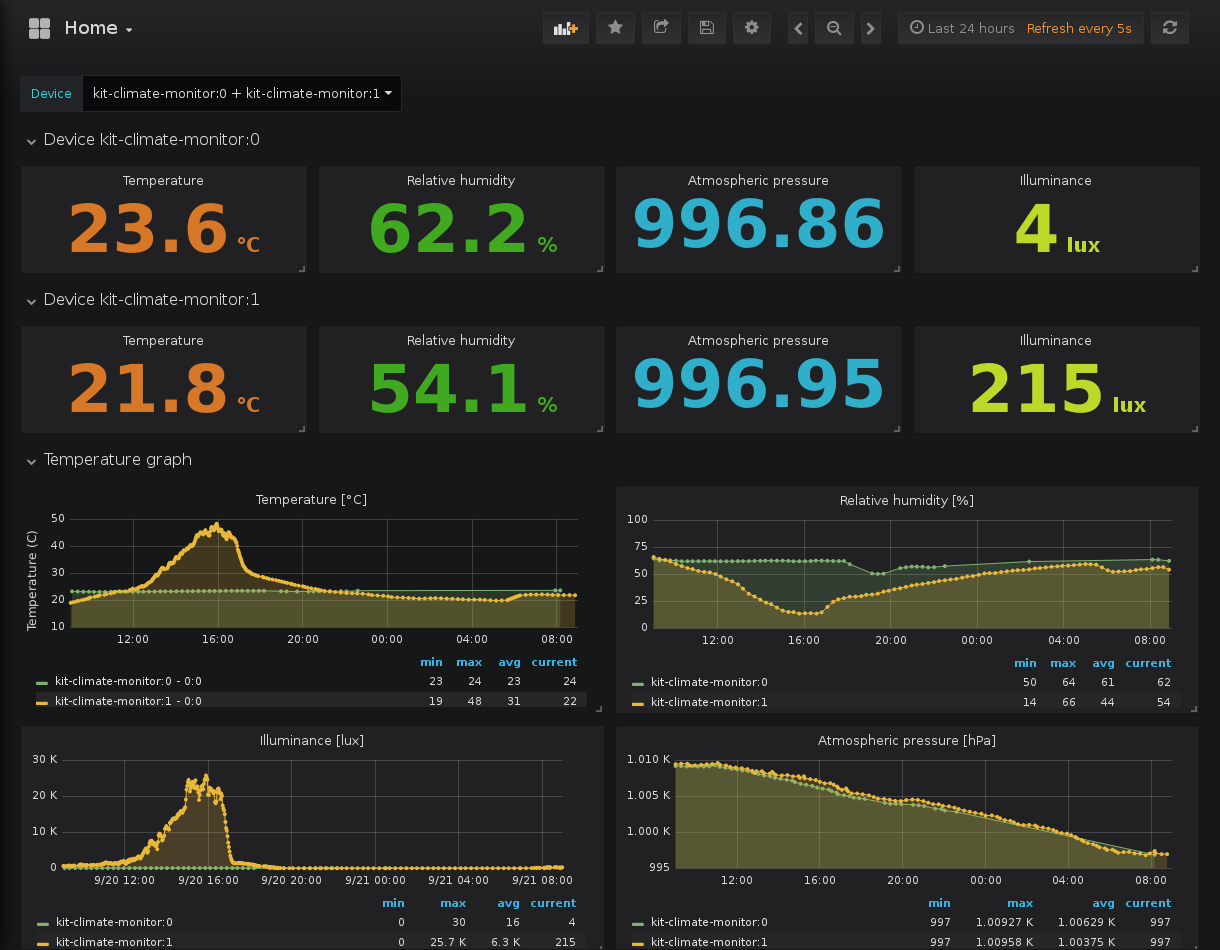 Home
Last 24 hours Refresh every 5s
Device kit-climate-monitor:0 + kit-climate-monitor:1
Device kit-climate-monitor:0
Temperature Relative humidity Atmospheric pressure Illuminance
23.6 °C 62.2 % 996.86 4 lux
Device kit-climate-monitor:1
Temperature Relative humidity Atmospheric pressure Illuminance
21.8 °C 54.1 % 996.95 215 lux
Temperature graph
Temperature [°C]
Temperature (C)
50
40
30
20
10
12:00 16:00 20:00 00:00 04:00 08:00
min max avg current
kit-climate-monitor:0 - 0:0 23 24 23 24
kit-climate-monitor:1 - 0:0 19 48 31 22
Relative humidity [%]
100
75
50
25
0
12:00 16:00 20:00 00:00 04:00 08:00
min max avg current
kit-climate-monitor:0 50 64 61 62
kit-climate-monitor:1 14 66 44 54
Illuminance [lux]
30 K
20 K
10 K
0
9/20 12:00 9/20 16:00 9/20 20:00 9/21 00:00 9/21 04:00 9/21 08:00
min max avg current
kit-climate-monitor:0 0 30 16 4
kit-climate-monitor:1 0 25.7 K 6.3 K 215
Atmospheric pressure [hPa]
1.010 K
1.005 K
1.000 K
995
12:00 16:00 20:00 00:00 04:00 08:00
min max avg current
kit-climate-monitor:0 997 1.00927 K 1.00629 K 997
kit-climate-monitor:1 997 1.00958 K 1.00375 K 997